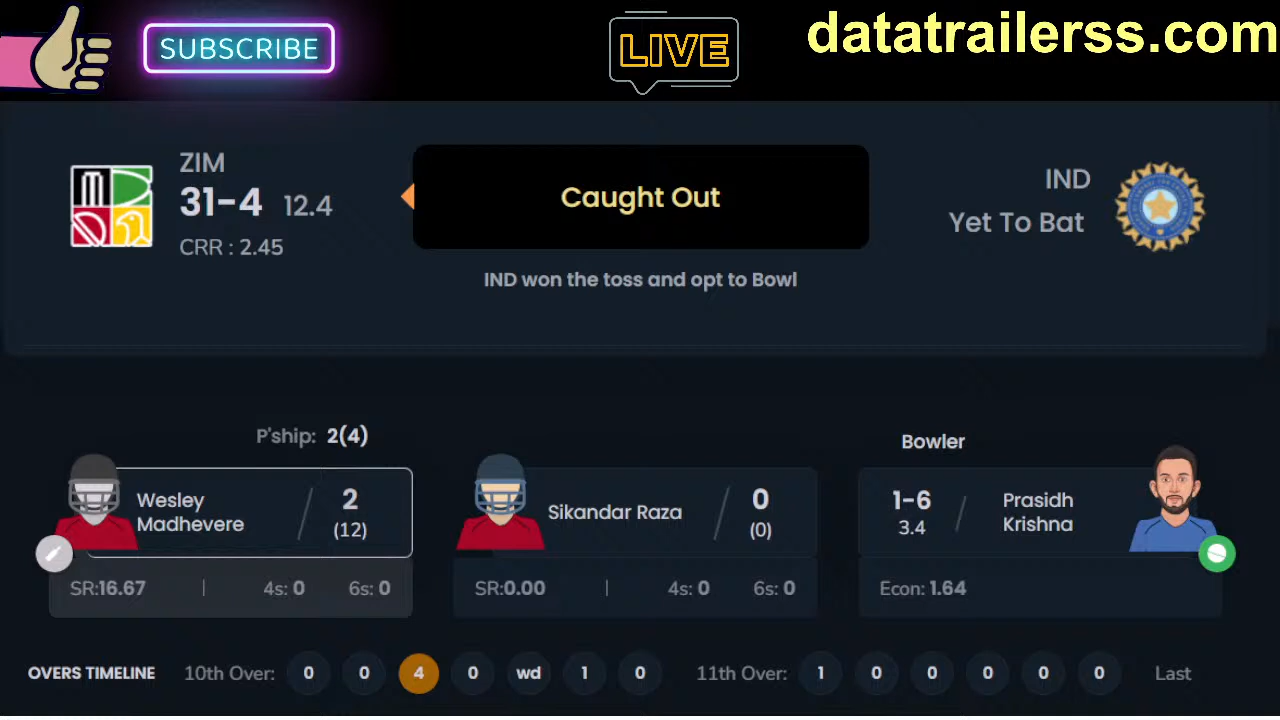 SUBSCRIBE
LIVE
datatrailerss.com
ZIM
31-4 12.4
CRR : 2.45
Caught Out
IND won the toss and opt to Bowl
IND
Yet To Bat
P'ship: 2(4)
Wesley
Madhevere
2
(12)
SR:16.67 | 4s: 0 6s: 0
Sikandar Raza
0
(0)
SR:0.00 | 4s: 0 6s: 0
Bowler
1-6
3.4
Prasidh
Krishna
Econ: 1.64
OVERS TIMELINE 10th Over: 0 0 4 0 wd 1 0 11th Over: 1 0 0 0 0 0 Last